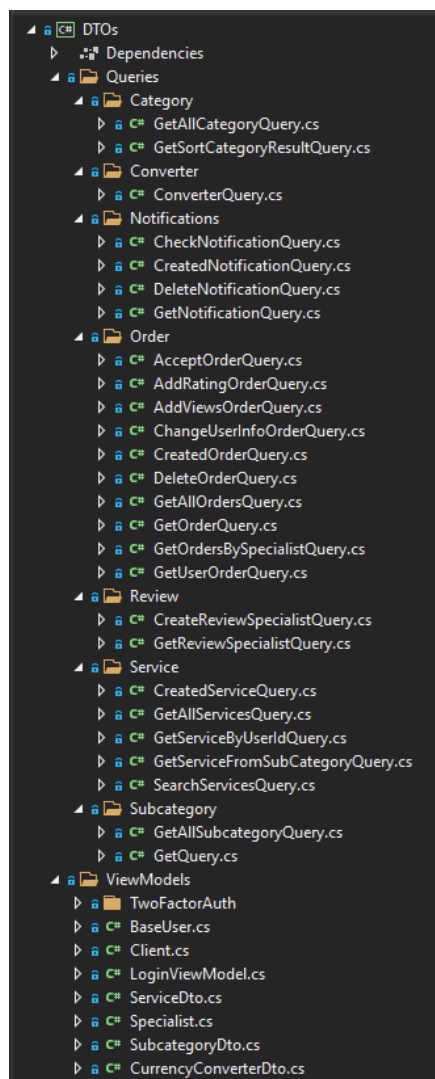 C# DTOs
Dependencies
Queries
Category
C# GetAllCategoryQuery.cs
C# GetSortCategoryResultQuery.cs
Converter
C# ConverterQuery.cs
Notifications
C# CheckNotificationQuery.cs
C# CreatedNotificationQuery.cs
C# DeleteNotificationQuery.cs
C# GetNotificationQuery.cs
Order
C# AcceptOrderQuery.cs
C# AddRatingOrderQuery.cs
C# AddViewsOrderQuery.cs
C# ChangeUserInfoOrderQuery.cs
C# CreatedOrderQuery.cs
C# DeleteOrderQuery.cs
C# GetAllOrdersQuery.cs
C# GetOrderQuery.cs
C# GetOrdersBySpecialistQuery.cs
C# GetUserOrderQuery.cs
Review
C# CreateReviewSpecialistQuery.cs
C# GetReviewSpecialistQuery.cs
Service
C# CreatedServiceQuery.cs
C# GetAllServicesQuery.cs
C# GetServiceByUserIdQuery.cs
C# GetServiceFromSubCategoryQuery.cs
C# SearchServicesQuery.cs
Subcategory
C# GetAllSubcategoryQuery.cs
C# GetQuery.cs
ViewModels
TwoFactorAuth
C# BaseUser.cs
C# Client.cs
C# LoginViewModel.cs
C# ServiceDto.cs
C# Specialist.cs
C# SubcategoryDto.cs
C# CurrencyConverterDto.cs